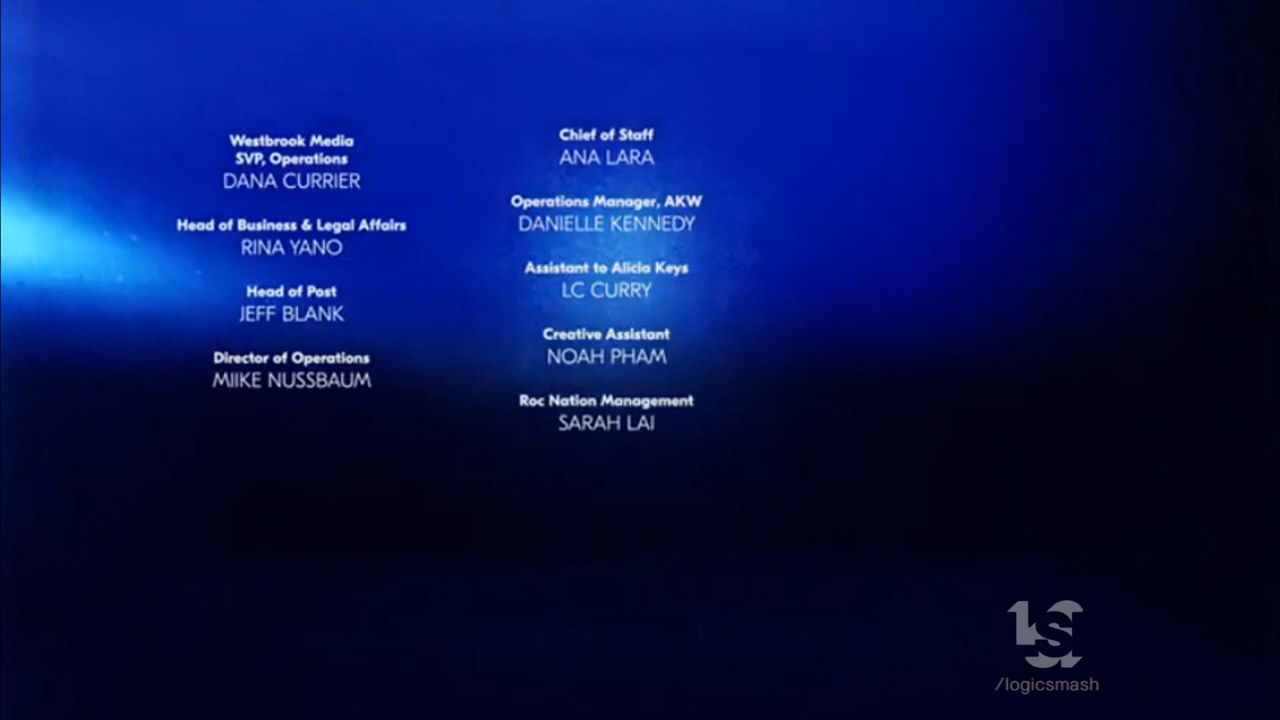 Westbrook Media
SVP, Operations
DANA CURRIER
Head of Business & Legal Affairs
RINA YANO
Head of Post
JEFF BLANK
Director of Operations
MIIKE NUSSBAUM
Chief of Staff
ANA LARA
Operations Manager, AKW
DANIELLE KENNEDY
Assistant to Alicia Keys
LC CURRY
Creative Assistant
NOAH PHAM
Roc Nation Management
SARAH LAI
LS
/logicsmash